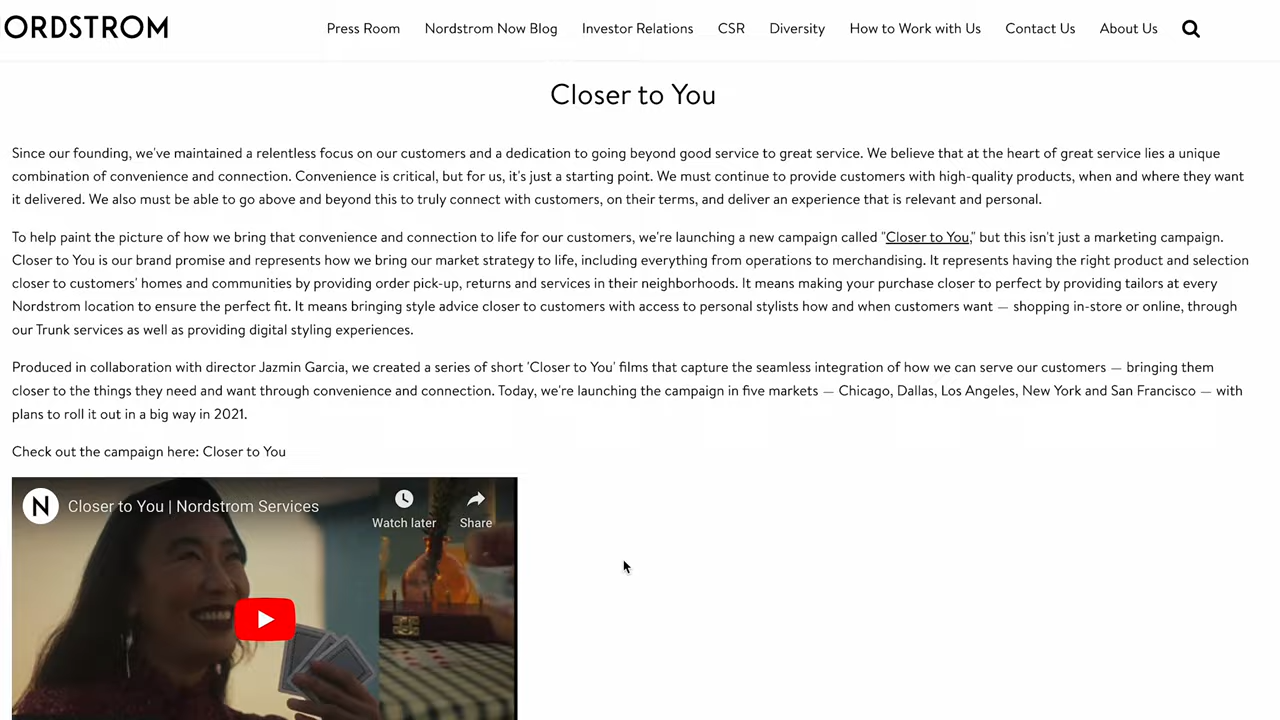 ORDSTROM
Press Room Nordstrom Now Blog Investor Relations CSR Diversity How to Work with Us Contact Us About Us
Closer to You
Since our founding, we've maintained a relentless focus on our customers and a dedication to going beyond good service to great service. We believe that at the heart of great service lies a unique
combination of convenience and connection. Convenience is critical, but for us, it's just a starting point. We must continue to provide customers with high-quality products, when and where they want
it delivered. We also must be able to go above and beyond this to truly connect with customers, on their terms, and deliver an experience that is relevant and personal.
To help paint the picture of how we bring that convenience and connection to life for our customers, we're launching a new campaign called "Closer to You," but this isn't just a marketing campaign.
Closer to You is our brand promise and represents how we bring our market strategy to life, including everything from operations to merchandising. It represents having the right product and selection
closer to customers' homes and communities by providing order pick-up, returns and services in their neighborhoods. It means making your purchase closer to perfect by providing tailors at every
Nordstrom location to ensure the perfect fit. It means bringing style advice closer to customers with access to personal stylists how and when customers want — shopping in-store or online, through
our Trunk services as well as providing digital styling experiences.
Produced in collaboration with director Jazmin Garcia, we created a series of short 'Closer to You' films that capture the seamless integration of how we can serve our customers — bringing them
closer to the things they need and want through convenience and connection. Today, we're launching the campaign in five markets — Chicago, Dallas, Los Angeles, New York and San Francisco — with
plans to roll it out in a big way in 2021.
Check out the campaign here: Closer to You
N Closer to You | Nordstrom Services
Watch later Share